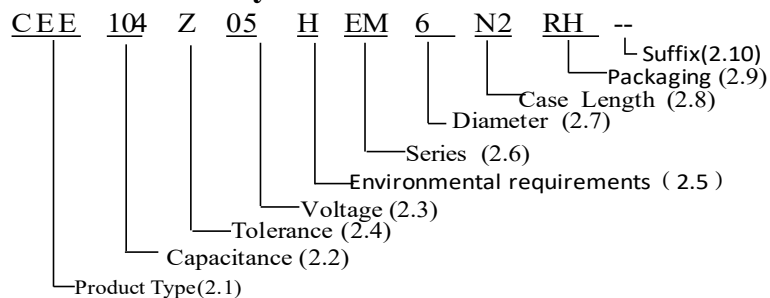 CEE 104 Z 05 H EM 6 N2 RH --
Suffix(2.10)
Packaging (2.9)
Case Length (2.8)
Diameter (2.7)
Series (2.6)
Environmental requirements（2.5）
Voltage (2.3)
Tolerance (2.4)
Capacitance (2.2)
Product Type(2.1)